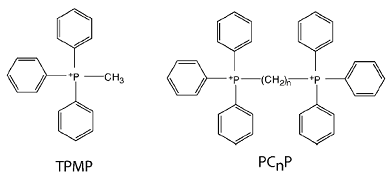 +P CH3
+P (CH2)n +P
TPMP PCnP